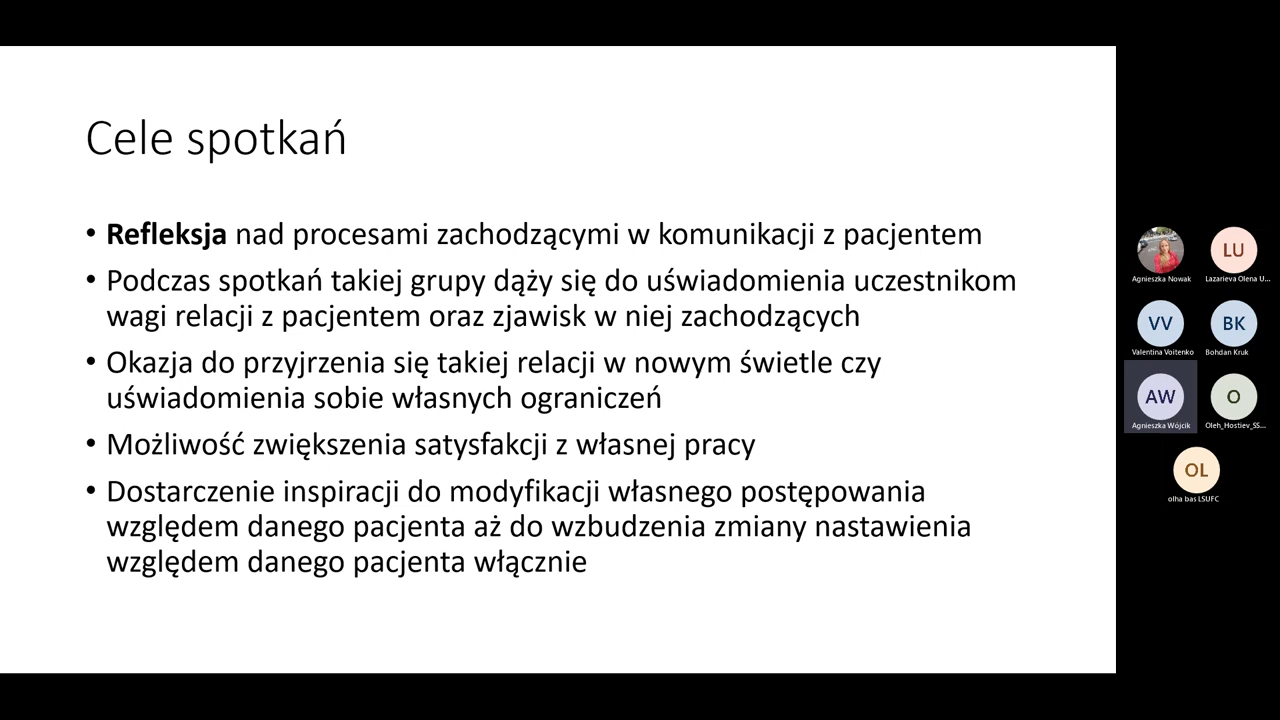 Cele spotkań
• Refleksja nad procesami zachodzącymi w komunikacji z pacjentem
• Podczas spotkań takiej grupy dąży się do uświadomienia uczestnikom
wagi relacji z pacjentem oraz zjawisk w niej zachodzących
• Okazja do przyjrzenia się takiej relacji w nowym świetle czy
uświadomienia sobie własnych ograniczeń
• Możliwość zwiększenia satysfakcji z własnej pracy
• Dostarczenie inspiracji do modyfikacji własnego postępowania
względem danego pacjenta aż do wzbudzenia zmiany nastawienia
względem danego pacjenta włącznie
Agnieszka Nowak
LU
Lazarieva Olena U...
VV
Valentina Voitenko
BK
Bohdan Kruk
AW
Agnieszka Wójcik
O
Oleh_Hostiev_SS...
OL
olha bas LSUFC